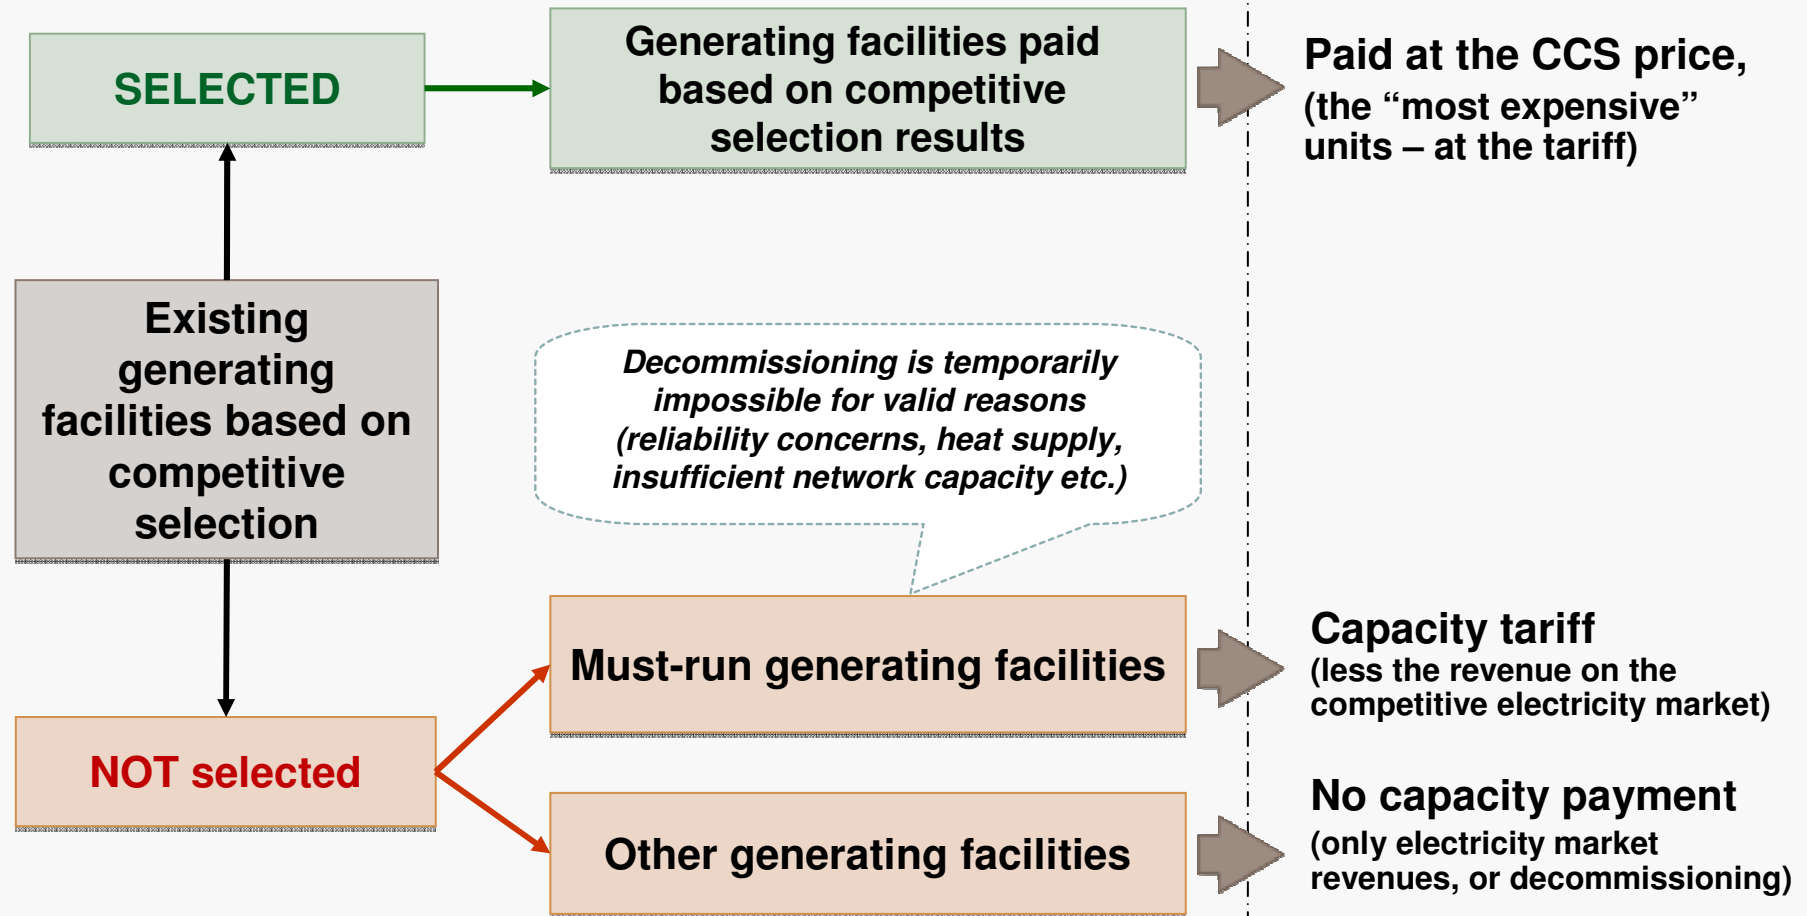 SELECTED
Generating facilities paid
based on competitive
selection results
Paid at the CCS price,
(the “most expensive”
units – at the tariff)
Existing
generating
facilities based on
competitive
selection
Decommissioning is temporarily
impossible for valid reasons
(reliability concerns, heat supply,
insufficient network capacity etc.)
NOT selected
Must-run generating facilities
Capacity tariff
(less the revenue on the
competitive electricity market)
Other generating facilities
No capacity payment
(only electricity market
revenues, or decommissioning)